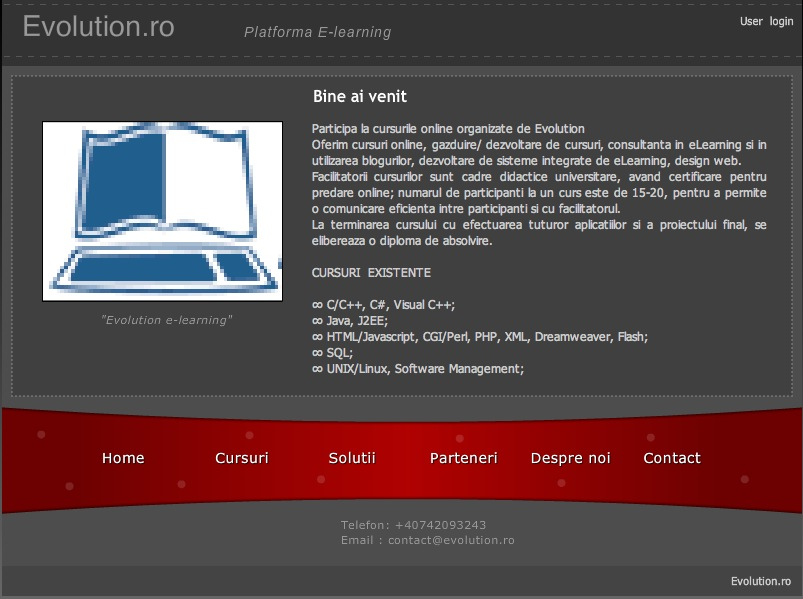 Evolution.ro
Platforma E-learning
User login
Bine ai venit
Participa la cursurile online organizate de Evolution
Oferim cursuri online, gazduire/ dezvoltare de cursuri, consultanta in eLearning si in
utilizarea blogurilor, dezvoltare de sisteme integrate de eLearning, design web.
Facilitatorii cursurilor sunt cadre didactice universitare, avand certificare pentru
predare online; numarul de participanti la un curs este de 15-20, pentru a permite
o comunicare eficienta intre participanti si cu facilitatorul.
La terminarea cursului cu efectuarea tuturor aplicatiilor si a proiectului final, se
elibereaza o diploma de absolvire.
CURSURI EXISTENTE
∞ C/C++, C#, Visual C++;
∞ Java, J2EE;
∞ HTML/Javascript, CGI/Perl, PHP, XML, Dreamweaver, Flash;
∞ SQL;
∞ UNIX/Linux, Software Management;
"Evolution e-learning"
Home Cursuri Solutii Parteneri Despre noi Contact
Telefon: +40742093243
Email : contact@evolution.ro
Evolution.ro